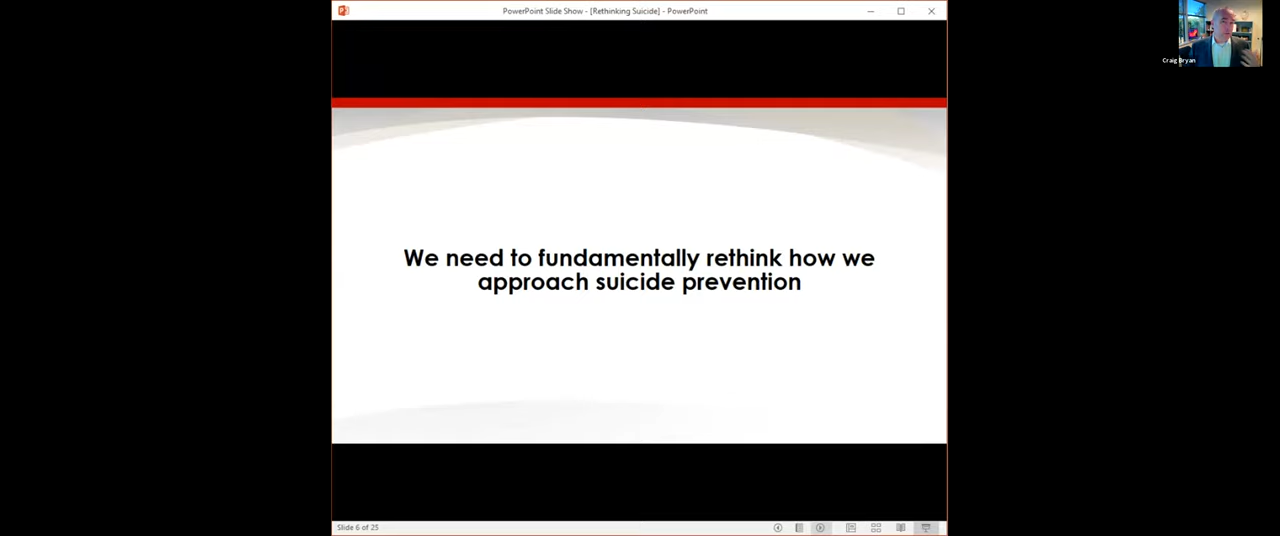 PowerPoint Slide Show - [Rethinking Suicide] - PowerPoint
Craig Bryan
We need to fundamentally rethink how we
approach suicide prevention
Slide 6 of 25